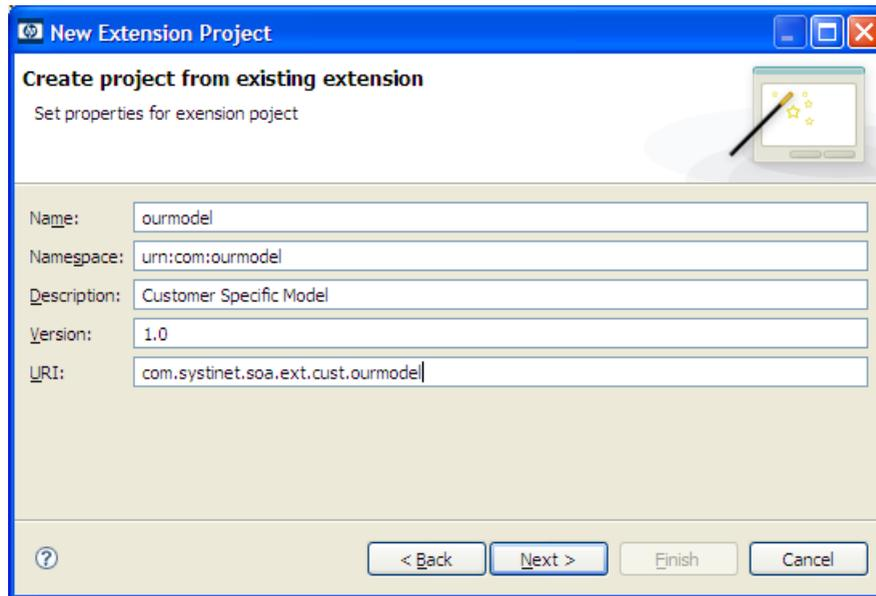 New Extension Project
Create project from existing extension
Set properties for exension poject
Name: ourmodel
Namespace: urn:com:ourmodel
Description: Customer Specific Model
Version: 1.0
URI: com.systinet.soa.ext.cust.ourmodel
? < Back Next > Finish Cancel